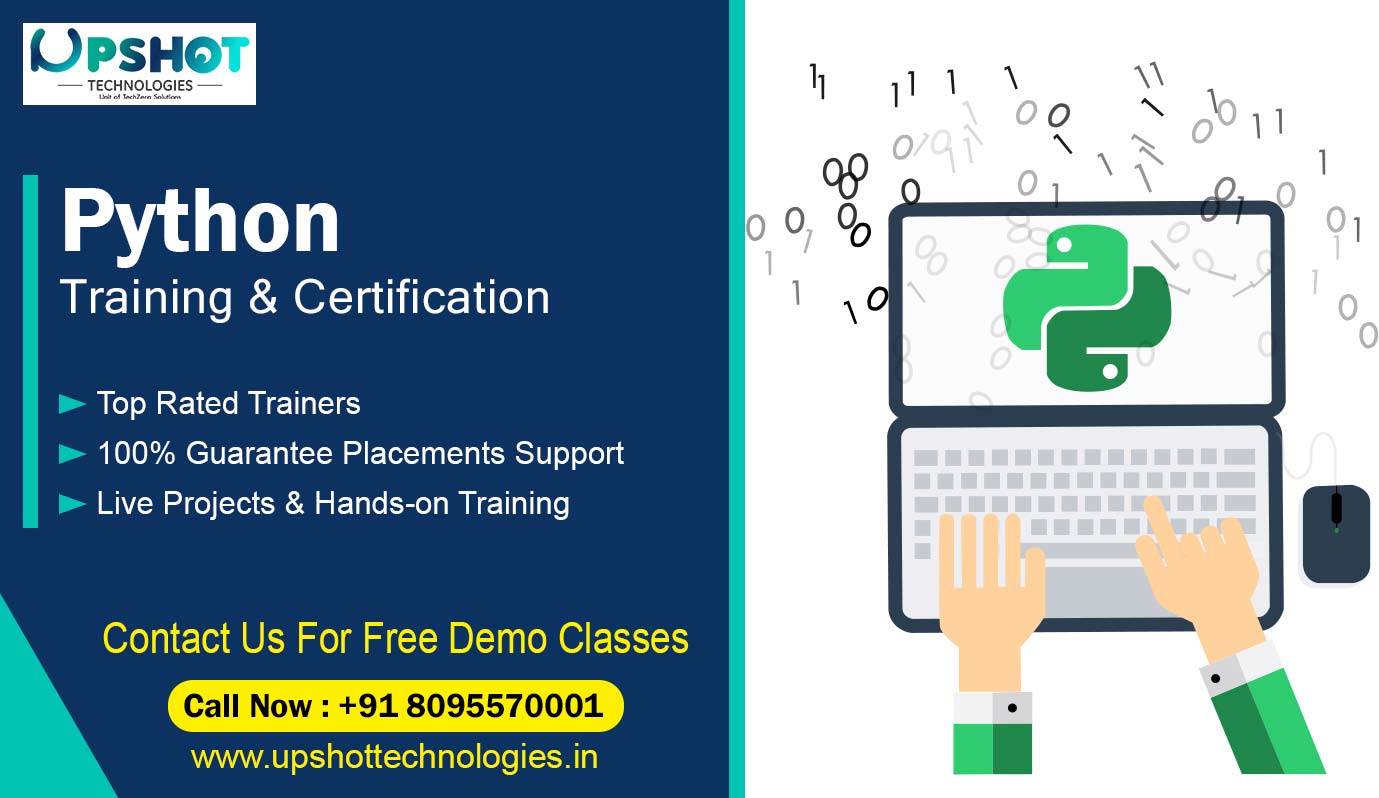 UPSHOT
TECHNOLOGIES
Unit of TechZero Solutions
Python
Training & Certification
Top Rated Trainers
100% Guarantee Placements Support
Live Projects & Hands-on Training
Contact Us For Free Demo Classes
Call Now : +91 8095570001
www.upshottechnologies.in